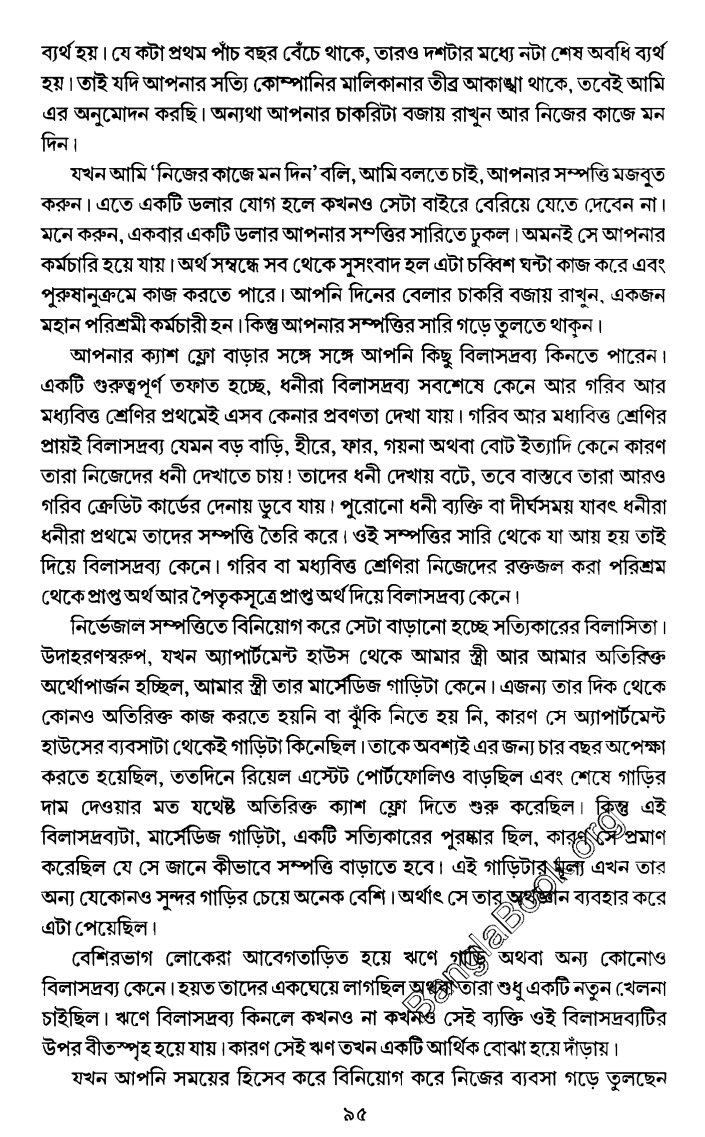 ব্যর্থ হয়। যে কটা প্রথম পাঁচ বছর বেঁচে থাকে, তারও দশটার মধ্যে নটা শেষ অবধি ব্যর্থ
হয়। তাই যদি আপনার সত্যি কোম্পানির মালিকানার তীব্র আকাঙ্খা থাকে, তবেই আমি
এর অনুমোদন করছি। অন্যথা আপনার চাকরিটা বজায় রাখুন আর নিজের কাজে মন
দিন।
যখন আমি ‘নিজের কাজে মন দিন’ বলি, আমি বলতে চাই, আপনার সম্পত্তি মজবুত
করুন। এতে একটি ডলার যোগ হলে কখনও সেটা বাইরে বেরিয়ে যেতে দেবেন না।
মনে করুন, একবার একটি ডলার আপনার সম্পত্তির সারিতে ঢুকল। অমনই সে আপনার
কর্মচারি হয়ে যায়। অর্থ সম্বন্ধে সব থেকে সুসংবাদ হল এটা চব্বিশ ঘন্টা কাজ করে এবং
পুরুষানুক্রমে কাজ করতে পারে। আপনি দিনের বেলার চাকরি বজায় রাখুন, একজন
মহান পরিশ্রমী কর্মচারী হন। কিন্তু আপনার সম্পত্তির সারি গড়ে তুলতে থাকুন।
আপনার ক্যাশ ফ্লো বাড়ার সঙ্গে সঙ্গে আপনি কিছু বিলাসদ্রব্য কিনতে পারেন।
একটি গুরুত্বপূর্ণ তফাত হচ্ছে, ধনীরা বিলাসদ্রব্য সবশেষে কেনে আর গরিব আর
মধ্যবিত্ত শ্রেণির প্রথমেই এসব কেনার প্রবণতা দেখা যায়। গরিব আর মধ্যবিত্ত শ্রেণির
প্রায়ই বিলাসদ্রব্য যেমন বড় বাড়ি, হীরে, ফার, গয়না অথবা বোট ইত্যাদি কেনে কারণ
তারা নিজেদের ধনী দেখাতে চায়! তাদের ধনী দেখায় বটে, তবে বাস্তবে তারা আরও
গরিব ক্রেডিট কার্ডের দেনায় ডুবে যায়। পুরোনো ধনী ব্যক্তি বা দীর্ঘসময় যাবৎ ধনীরা
ধনীরা প্রথমে তাদের সম্পত্তি তৈরি করে। ওই সম্পত্তির সারি থেকে যা আয় হয় তাই
দিয়ে বিলাসদ্রব্য কেনে। গরিব বা মধ্যবিত্ত শ্রেণিরা নিজেদের রক্তজল করা পরিশ্রম
থেকে প্রাপ্ত অর্থ আর পৈতৃকসূত্রে প্রাপ্ত অর্থ দিয়ে বিলাসদ্রব্য কেনে।
নির্ভেজাল সম্পত্তিতে বিনিয়োগ করে সেটা বাড়ানো হচ্ছে সত্যিকারের বিলাসিতা।
উদাহরণস্বরুপ, যখন অ্যাপার্টমেন্ট হাউস থেকে আমার স্ত্রী আর আমার অতিরিক্ত
অর্থোপার্জন হচ্ছিল, আমার স্ত্রী তার মার্সেডিজ গাড়িটা কেনে। এজন্য তার দিক থেকে
কোনও অতিরিক্ত কাজ করতে হয়নি বা ঝুঁকি নিতে হয় নি, কারণ সে অ্যাপার্টমেন্ট
হাউসের ব্যবসাটা থেকেই গাড়িটা কিনেছিল। তাকে অবশ্যই এর জন্য চার বছর অপেক্ষা
করতে হয়েছিল, ততদিনে রিয়েল এস্টেট পোর্টফোলিও বাড়ছিল এবং শেষে গাড়ির
দাম দেওয়ার মত যথেষ্ট অতিরিক্ত ক্যাশ ফ্লো দিতে শুরু করেছিল। কিন্তু এই
বিলাসদ্রব্যটা, মার্সেডিজ গাড়িটা, একটি সত্যিকারের পুরষ্কার ছিল, কারণ সে প্রমাণ
করেছিল যে সে জানে কীভাবে সম্পত্তি বাড়াতে হবে। এই গাড়িটার মূল্য এখন তার
অন্য যেকোনও সুন্দর গাড়ির চেয়ে অনেক বেশি। অর্থাৎ সে তার অর্থজ্ঞান ব্যবহার করে
এটা পেয়েছিল।
বেশিরভাগ লোকেরা আবেগতাড়িত হয়ে ঋণে গাড়ি অথবা অন্য কোনোও
বিলাসদ্রব্য কেনে। হয়ত তাদের একঘেয়ে লাগছিল অথবা তারা শুধু একটি নতুন খেলনা
চাইছিল। ঋণে বিলাসদ্রব্য কিনলে কখনও না কখনও সেই ব্যক্তি ওই বিলাসদ্রব্যটির
উপর বীতস্পৃহ হয়ে যায়। কারণ সেই ঋণ তখন একটি আর্থিক বোঝা হয়ে দাঁড়ায়।
যখন আপনি সময়ের হিসেব করে বিনিয়োগ করে নিজের ব্যবসা গড়ে তুলছেন
৯৫
BanglaBook.org